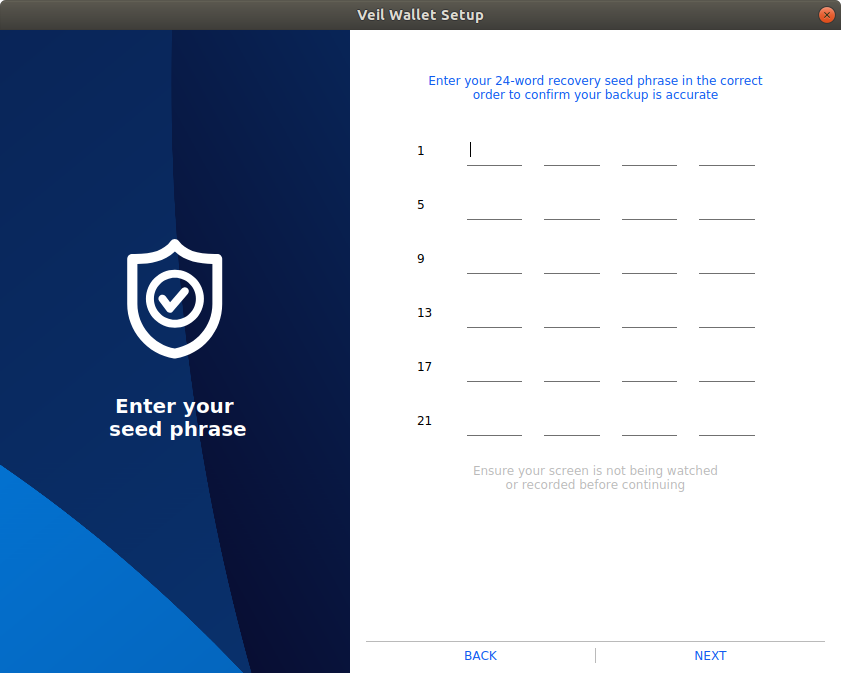 Veil Wallet Setup
Enter your 24-word recovery seed phrase in the correct
order to confirm your backup is accurate
1
5
9
13
17
21
Enter your
seed phrase
Ensure your screen is not being watched
or recorded before continuing
BACK
NEXT